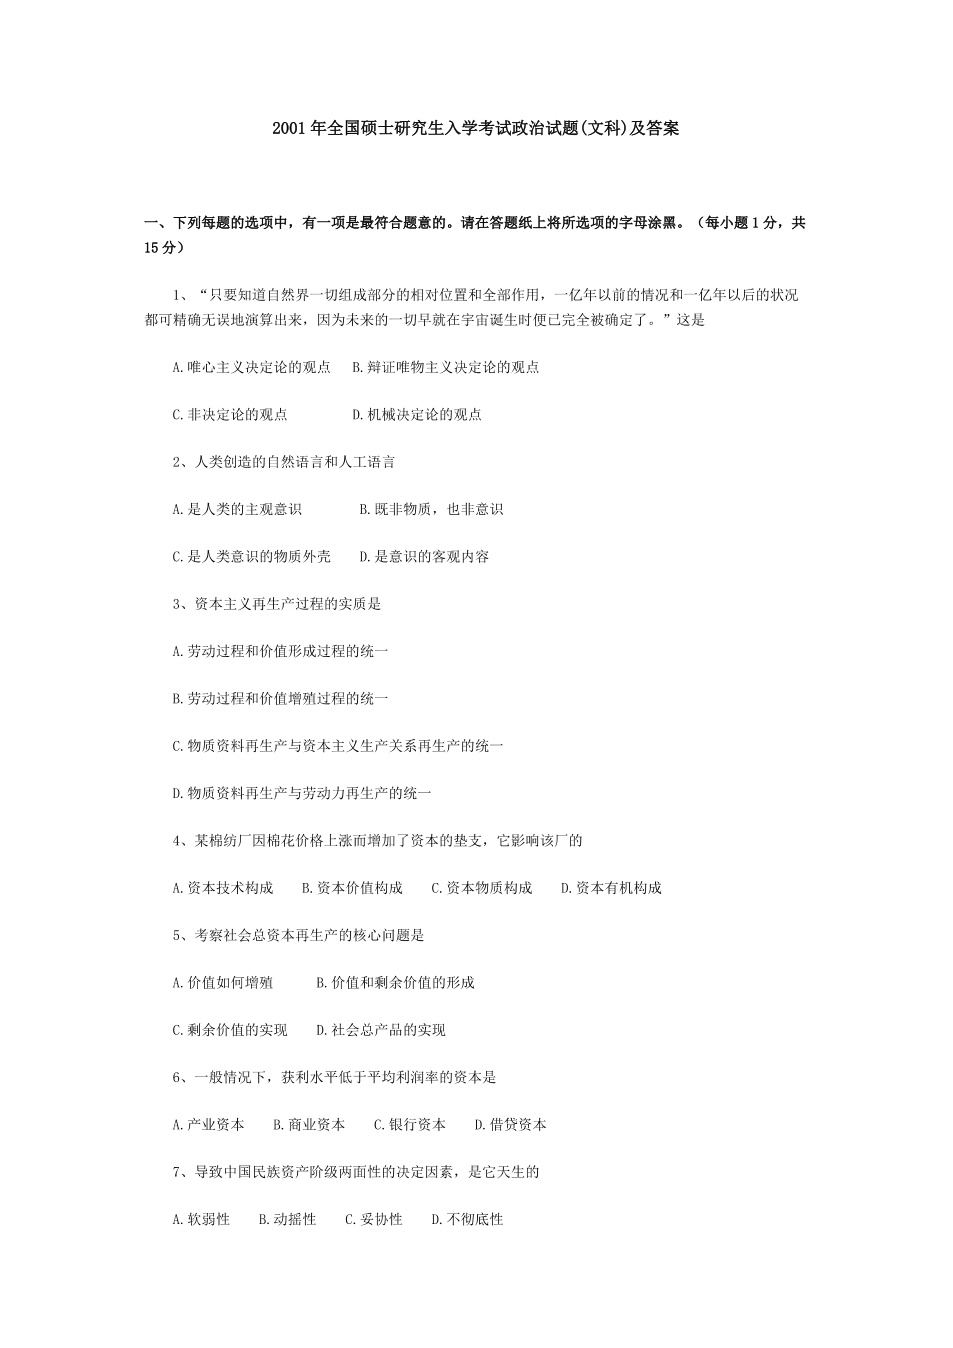 2001 年全国硕士研究生入学考试政治试题(文科)及答案
一、下列每题的选项中，有一项是最符合题意的。请在答题纸上将所选项的字母涂黑。（每小题 1 分，共
15 分）
1、“只要知道自然界一切组成部分的相对位置和全部作用，一亿年以前的情况和一亿年以后的状况
都可精确无误地演算出来，因为未来的一切早就在宇宙诞生时便已完全被确定了。”这是
A.唯心主义决定论的观点 B.辩证唯物主义决定论的观点
C.非决定论的观点 D.机械决定论的观点
2、人类创造的自然语言和人工语言
A.是人类的主观意识 B.既非物质，也非意识
C.是人类意识的物质外壳 D.是意识的客观内容
3、资本主义再生产过程的实质是
A.劳动过程和价值形成过程的统一
B.劳动过程和价值增殖过程的统一
C.物质资料再生产与资本主义生产关系再生产的统一
D.物质资料再生产与劳动力再生产的统一
4、某棉纺厂因棉花价格上涨而增加了资本的垫支，它影响该厂的
A.资本技术构成 B.资本价值构成 C.资本物质构成 D.资本有机构成
5、考察社会总资本再生产的核心问题是
A.价值如何增殖 B.价值和剩余价值的形成
C.剩余价值的实现 D.社会总产品的实现
6、一般情况下，获利水平低于平均利润率的资本是
A.产业资本 B.商业资本 C.银行资本 D.借贷资本
7、导致中国民族资产阶级两面性的决定因素，是它天生的
A.软弱性 B.动摇性 C.妥协性 D.不彻底性